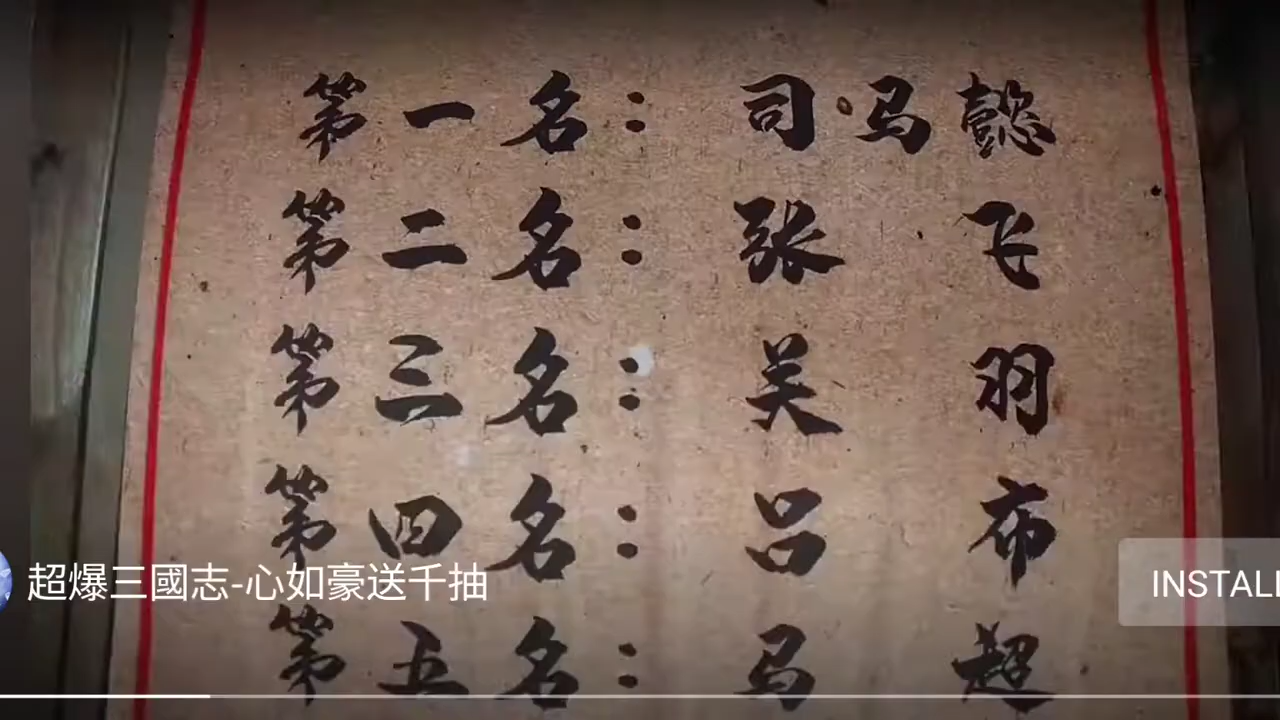 第一名：司马懿
第二名：张飞
第三名：关羽
第四名：吕布
超爆三國志-心如豪送千抽
INSTALL
第五名：马超